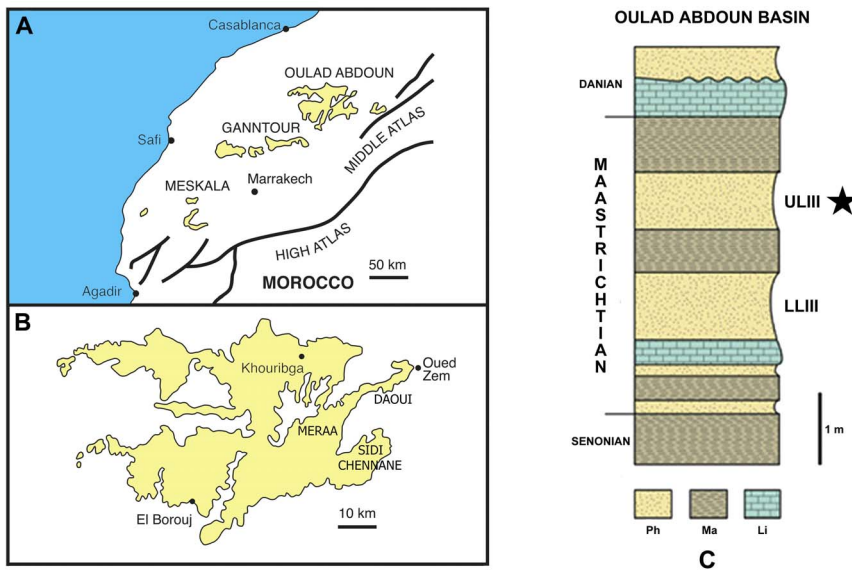 A
Casablanca
OULAD ABDOUN
GANNTOUR
Safi
MIDDLE ATLAS
MESKALA
Marrakech
HIGH ATLAS
50 km
MOROCCO
Agadir
B
Khouribga
Oued
Zem
DAOUI
MERAA
SIDI
CHENNANE
El Borouj
10 km
OULAD ABDOUN BASIN
DANIAN
MAASTRICHTIAN
ULIII
LLIII
1 m
SENONIAN
Ph
Ma
Li
C